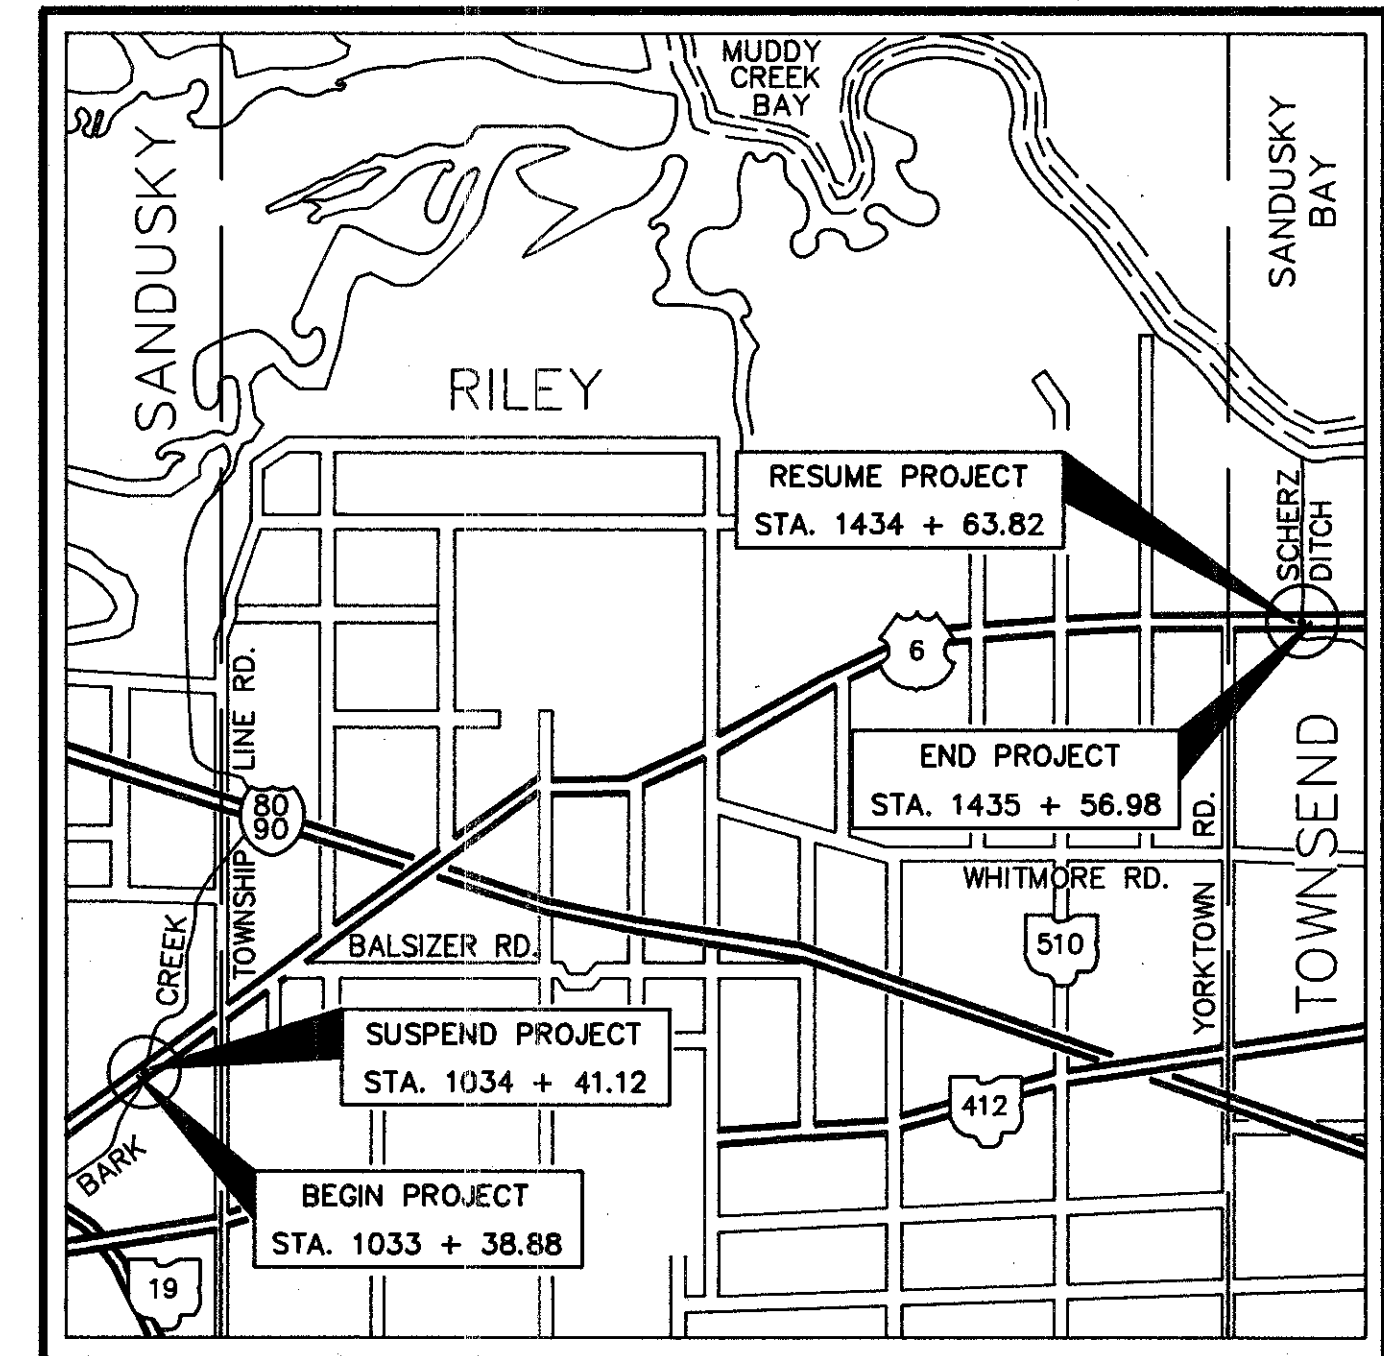 MUDDY
CREEK
BAY
SANDUSKY
SANDUSKY
BAY
RILEY
RESUME PROJECT
STA. 1434 + 63.82
SCHERZ
DITCH
6
TOWNSHIP LINE RD.
END PROJECT
STA. 1435 + 56.98
80
90
WHITMORE RD.
YORKTOWN RD.
TOWNSEND
510
BALSIZER RD.
BARK CREEK
SUSPEND PROJECT
STA. 1034 + 41.12
412
BEGIN PROJECT
STA. 1033 + 38.88
19